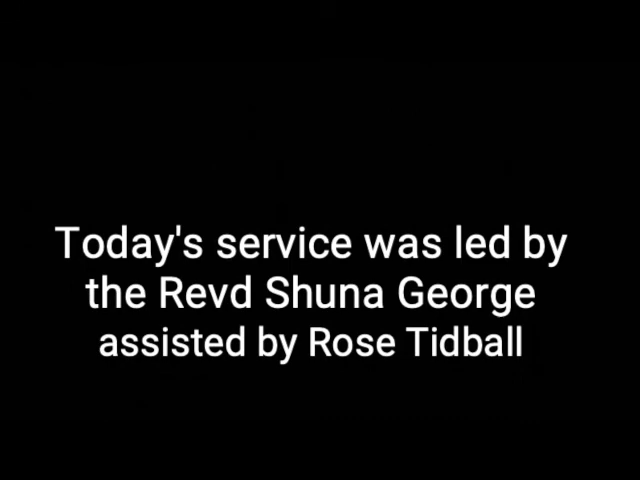 Today's service was led by
the Revd Shuna George
assisted by Rose Tidball